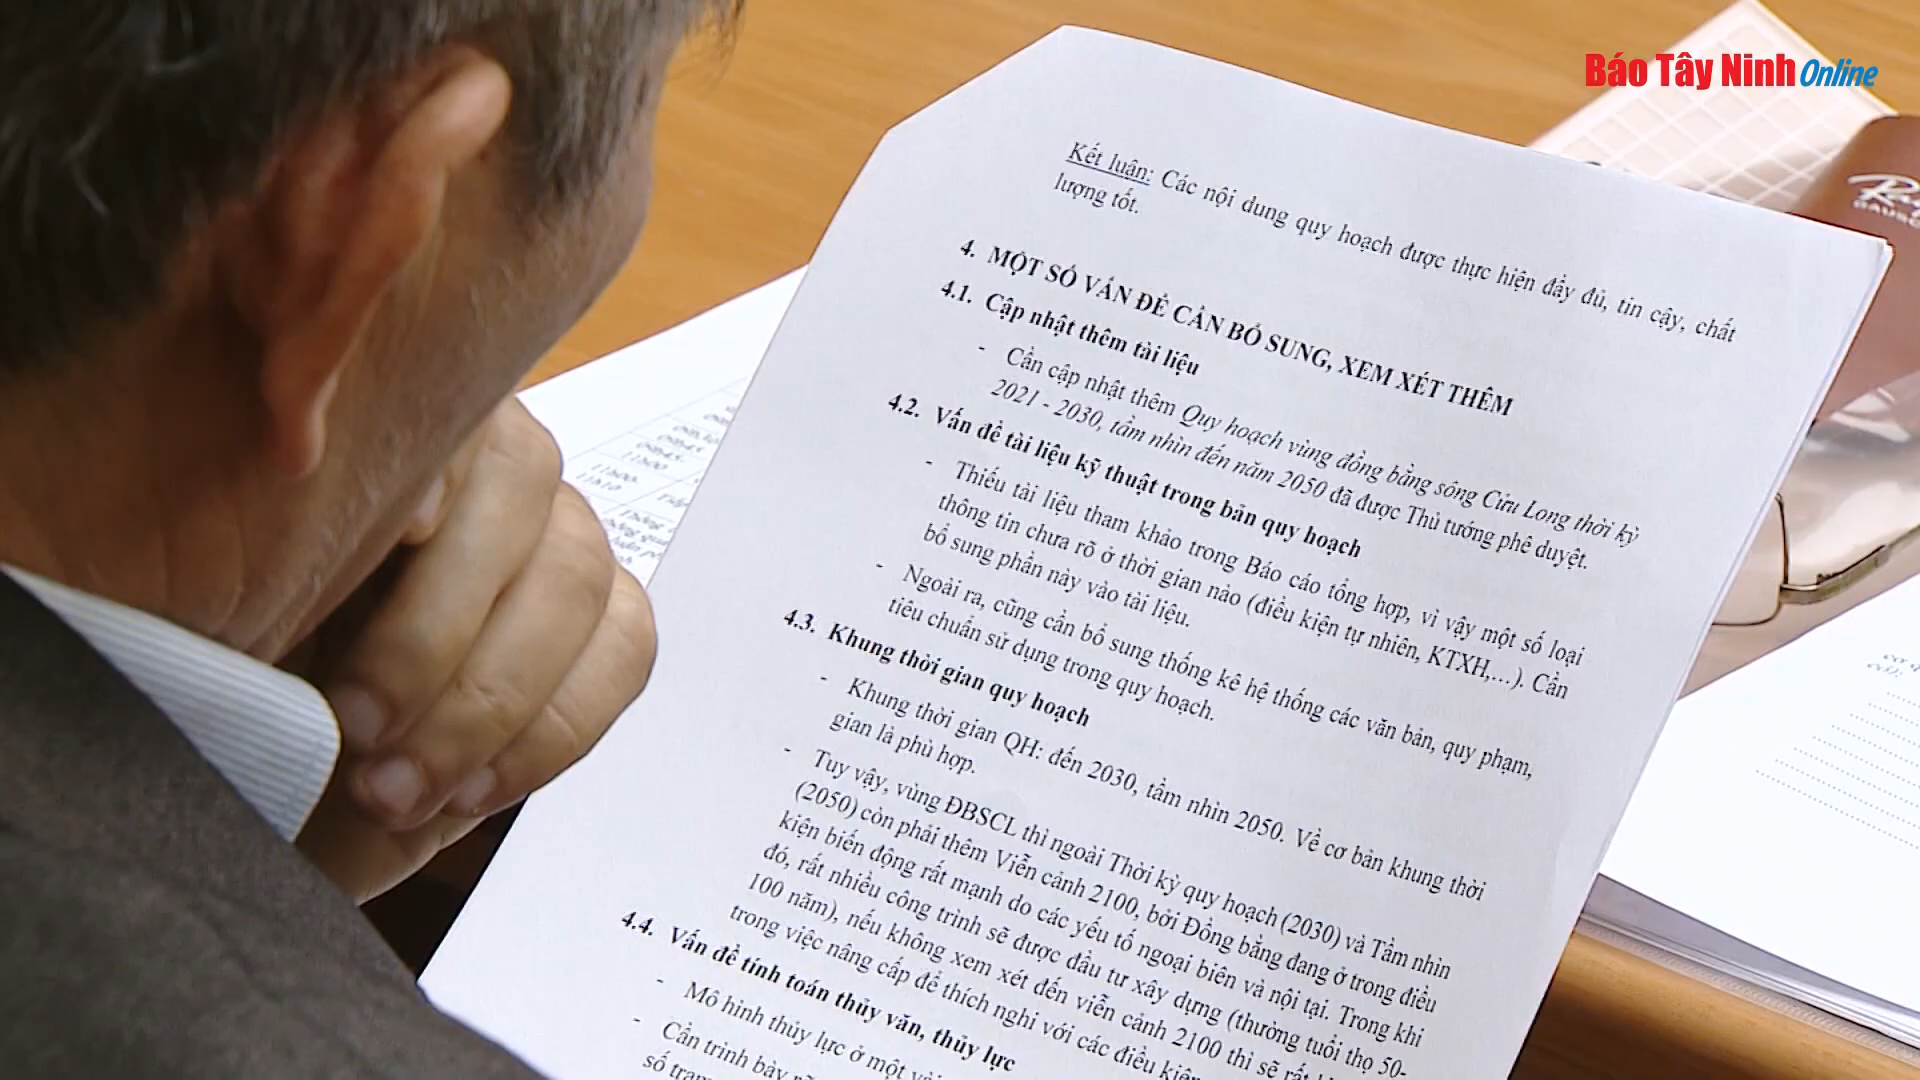 Báo Tây Ninh Online
Kết luận: Các nội dung quy hoạch được thực hiện đầy đủ, tin cậy, chất
lượng tốt.
4. MỘT SỐ VẤN ĐỀ CẦN BỔ SUNG, XEM XÉT THÊM
4.1. Cập nhật thêm tài liệu
- Cần cập nhật thêm Quy hoạch vùng đồng bằng sông Cửu Long thời kỳ
2021 - 2030, tầm nhìn đến năm 2050 đã được Thủ tướng phê duyệt.
4.2. Vấn đề tài liệu kỹ thuật trong bản quy hoạch
- Thiếu tài liệu tham khảo trong Báo cáo tổng hợp, vì vậy một số loại
thông tin chưa rõ ở thời gian nào (điều kiện tự nhiên, KTXH,…). Cần
bổ sung phần này vào tài liệu.
- Ngoài ra, cũng cần bổ sung thống kê hệ thống các văn bản, quy phạm,
tiêu chuẩn sử dụng trong quy hoạch.
4.3. Khung thời gian quy hoạch
- Khung thời gian QH: đến 2030, tầm nhìn 2050. Về cơ bản khung thời
gian là phù hợp.
- Tuy vậy, vùng ĐBSCL thì ngoài Thời kỳ quy hoạch (2030) và Tầm nhìn
(2050) còn phải thêm Viễn cảnh 2100, bởi Đồng bằng đang ở trong điều
kiện biến động rất mạnh do các yếu tố ngoại biên và nội tại. Trong khi
đó, rất nhiều công trình sẽ được đầu tư xây dựng (thường tuổi thọ 50-
100 năm), nếu không xem xét đến viễn cảnh 2100 thì sẽ rất
trong việc nâng cấp để thích nghi với các điều kiện
4.4. Vấn đề tính toán thủy văn, thủy lực
- Mô hình thủy lực ở một
- Cần trình bày
số trạm
11h00
11h10